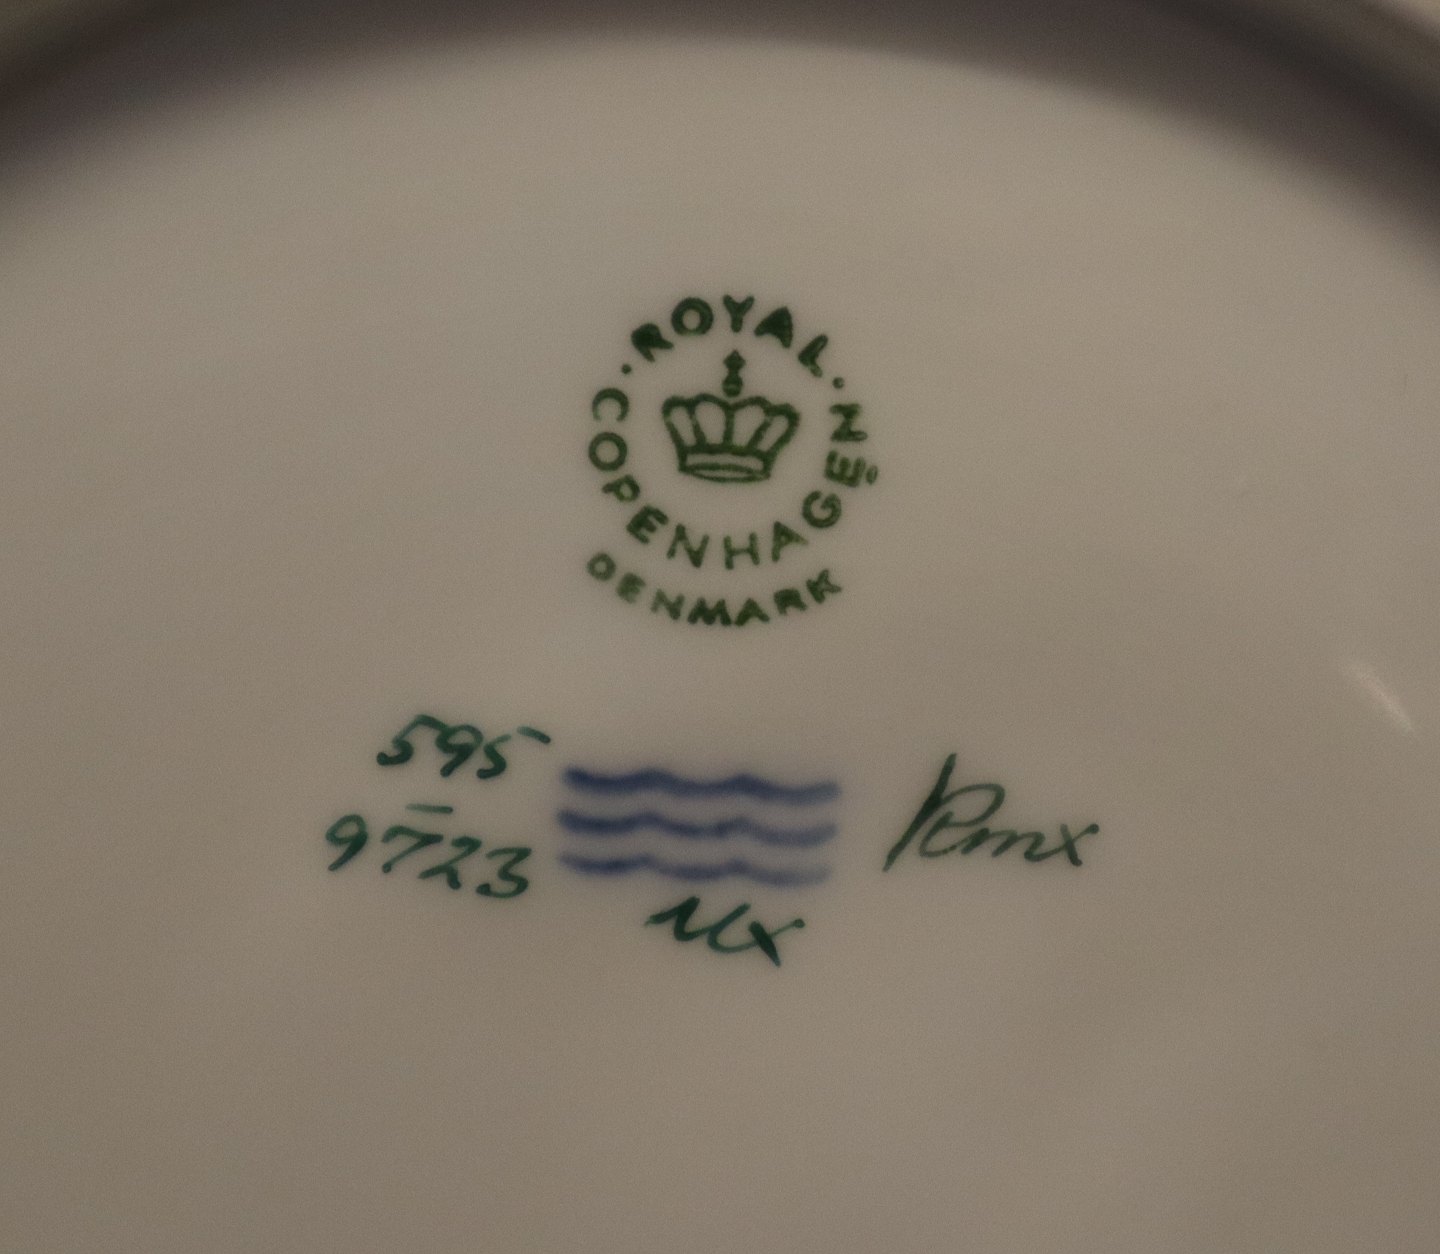 · ROYAL ·
COPENHAGEN
DENMARK
595
9723